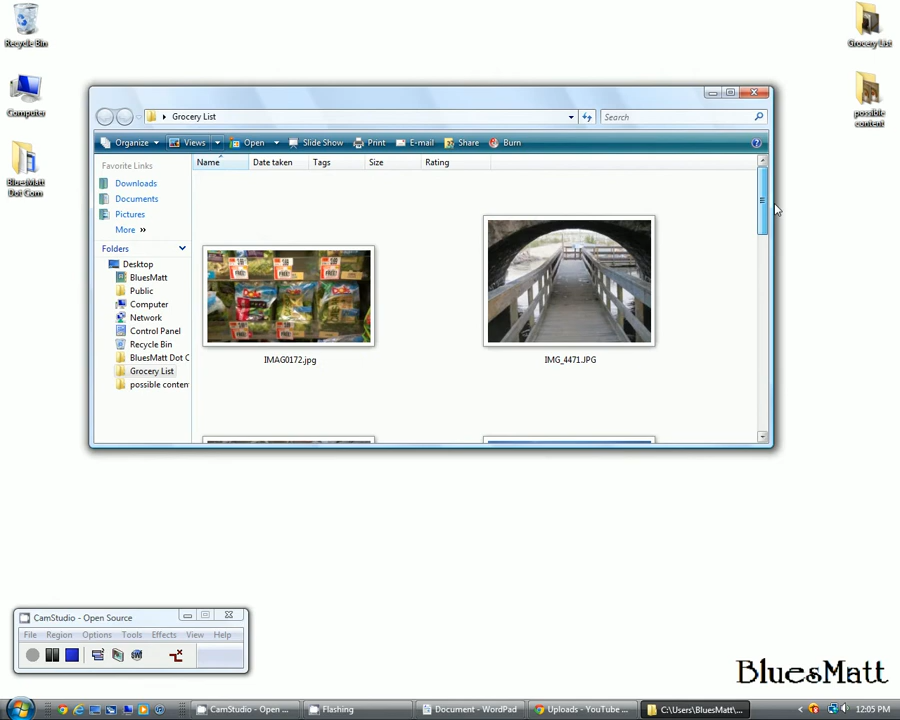 Recycle Bin
Computer
BluesMatt
Dot Com
Grocery List
possible
content
Grocery List
Search
Organize Views Open Slide Show Print E-mail Share Burn
Favorite Links
Downloads
Documents
Pictures
More »
Folders
Desktop
BluesMatt
Public
Computer
Network
Control Panel
Recycle Bin
BluesMatt Dot C
Grocery List
possible conten
Name Date taken Tags Size Rating
FREE! FREE! FREE!
Dole
IMAG0172.jpg
IMG_4471.JPG
CamStudio - Open Source
File Region Options Tools Effects View Help
BluesMatt
CamStudio - Open ...
Flashing
Document - WordPad
Uploads - YouTube ...
C:\Users\BluesMatt\...
12:05 PM